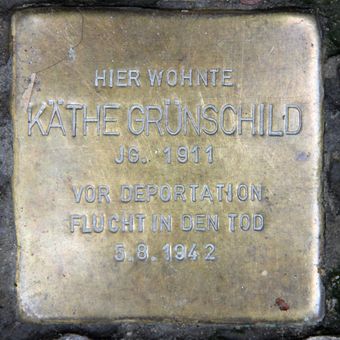 HIER WOHNTE
KÄTHE GRÜNSCHILD
JG. 1911
VOR DEPORTATION
FLUCHT IN DEN TOD
5.8.1942